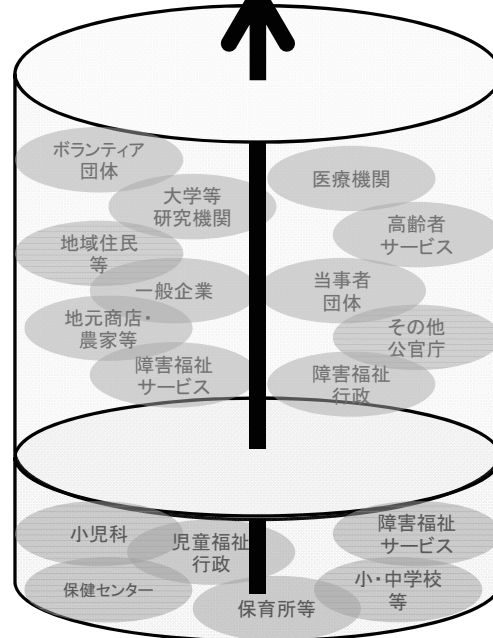 ボランティア
団体
大学等
研究機関
地域住民
等
一般企業
地元商店・
農家等
障害福祉
サービス
医療機関
高齢者
サービス
当事者
団体
その他
公官庁
障害福祉
行政
小児科
児童福祉
行政
保健センター
保育所等
障害福祉
サービス
小・中学校
等